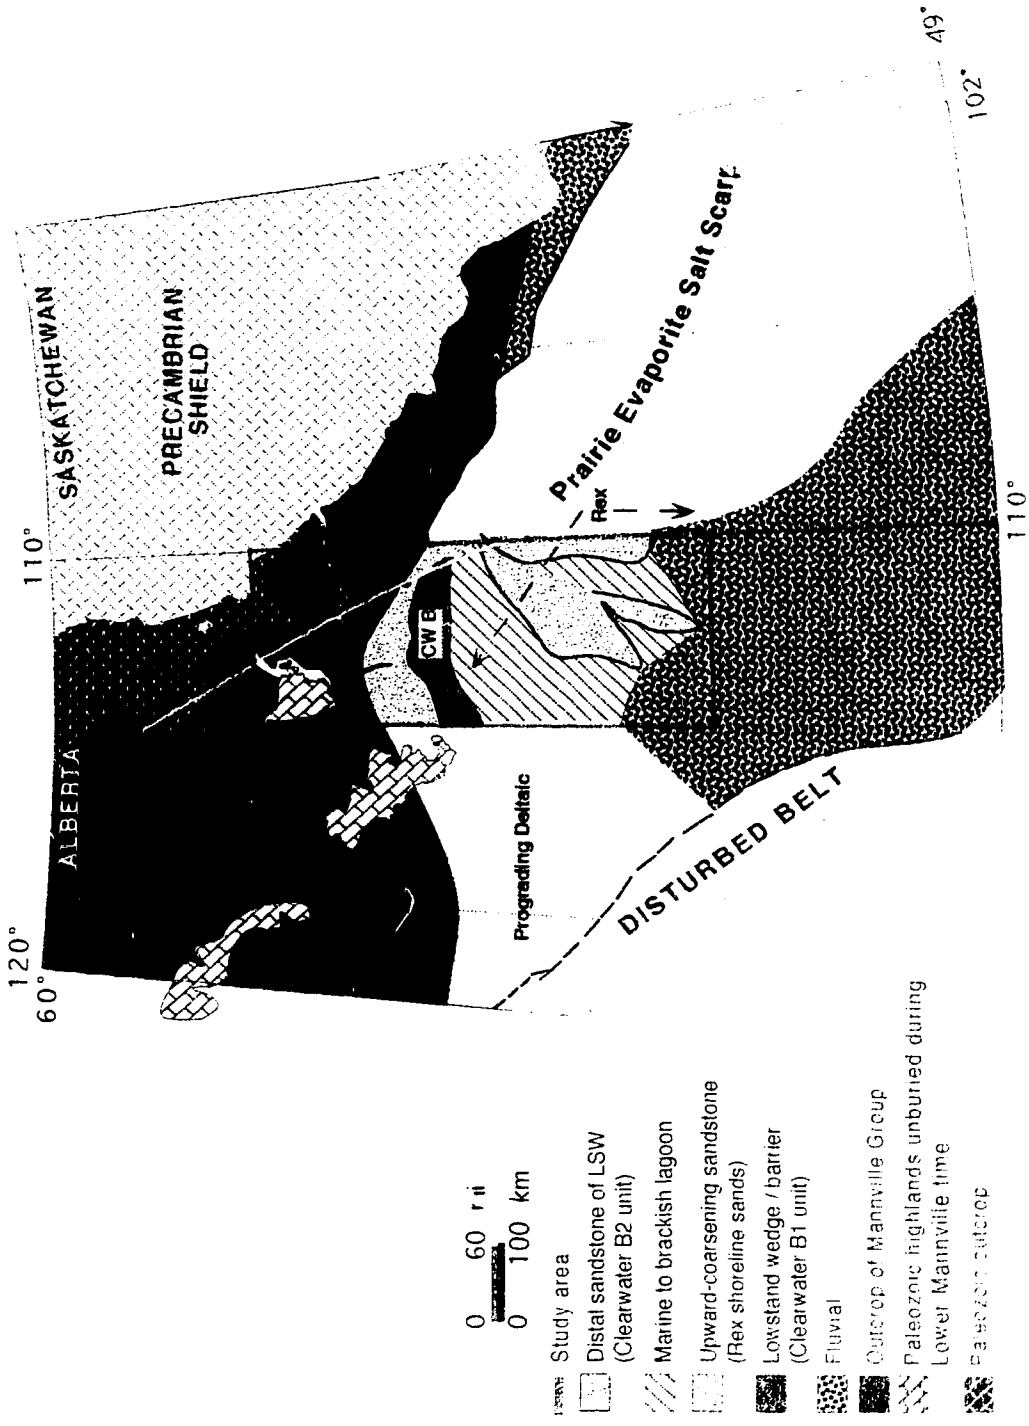 120°
110°
60°
ALBERTA
SASKATCHEWAN
PRECAMBRIAN
SHIELD
CW B
Prograding Deltaic
Rex
Prairie Evaporite Salt Scarp
DISTURBED BELT
49°
110°
102°
0 60
0 100 km
Study area
Distal sandstone of LSW
(Clearwater B2 unit)
Marine to brackish lagoon
Upward-coarsening sandstone
(Rex shoreline sands)
Lowstand wedge / barrier
(Clearwater B1 unit)
Fluvial
Outcrop of Mannville Group
Paleozoic highlands unburied during
Lower Mannville time
Paleozoic outcrop